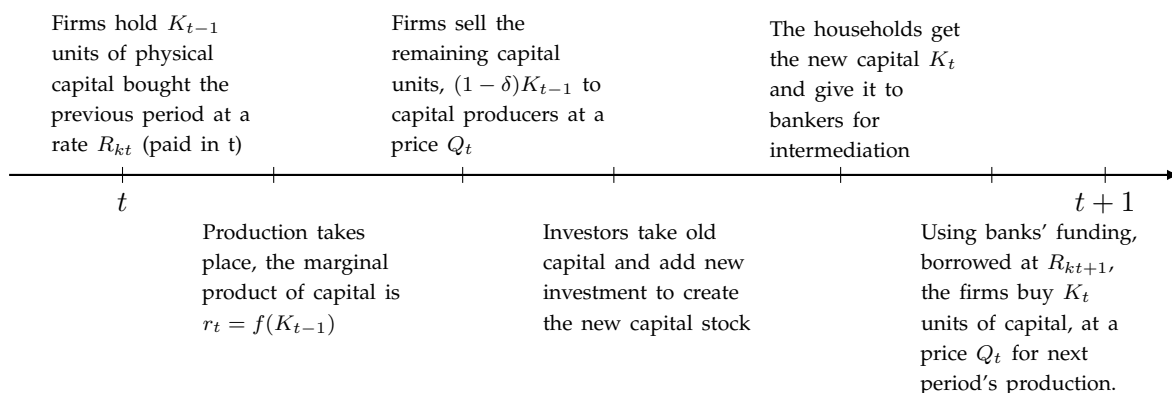 Firms hold K_{t−1}
units of physical
capital bought the
previous period at a
rate R_{kt} (paid in t)
Firms sell the
remaining capital
units, (1 − δ)K_{t−1} to
capital producers at a
price Q_t
The households get
the new capital K_t
and give it to
bankers for
intermediation
t
t + 1
Production takes
place, the marginal
product of capital is
r_t = f(K_{t−1})
Investors take old
capital and add new
investment to create
the new capital stock
Using banks' funding,
borrowed at R_{kt+1},
the firms buy K_t
units of capital, at a
price Q_t for next
period's production.